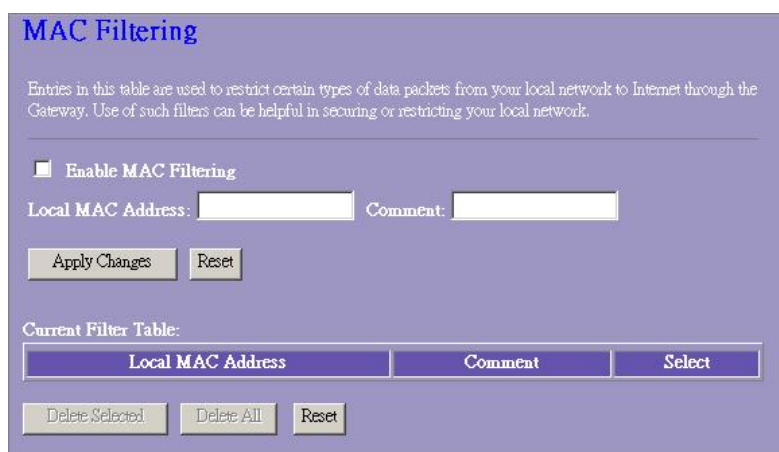 MAC Filtering
Entries in this table are used to restrict certain types of data packets from your local network to Internet through the
Gateway. Use of such filters can be helpful in securing or restricting your local network.
Enable MAC Filtering
Local MAC Address: Comment:
Apply Changes Reset
Current Filter Table:
Local MAC Address Comment Select
Delete Selected Delete All Reset